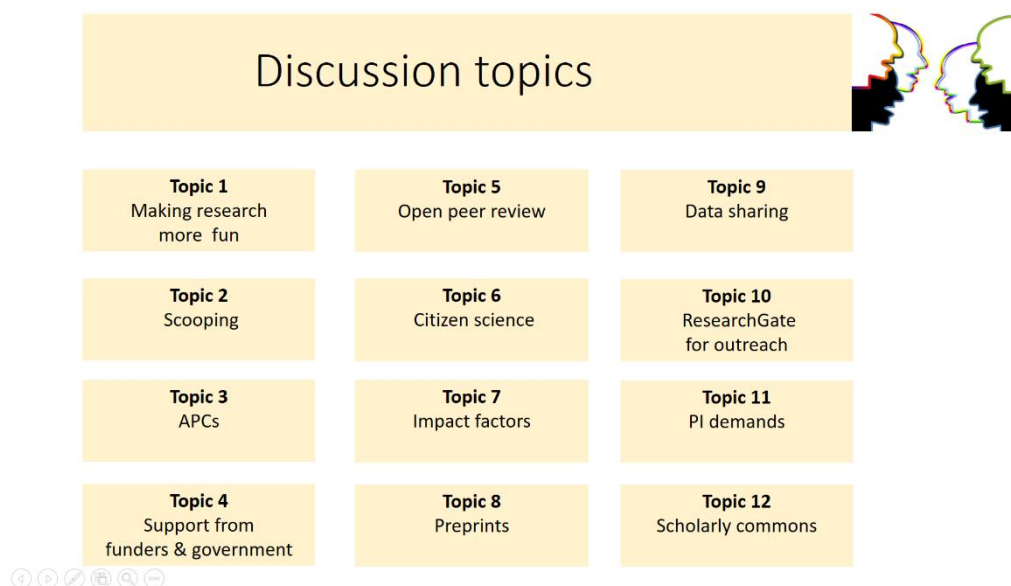 Discussion topics
Topic 1
Making research
more fun
Topic 2
Scooping
Topic 3
APCs
Topic 4
Support from
funders & government
Topic 5
Open peer review
Topic 6
Citizen science
Topic 7
Impact factors
Topic 8
Preprints
Topic 9
Data sharing
Topic 10
ResearchGate
for outreach
Topic 11
PI demands
Topic 12
Scholarly commons